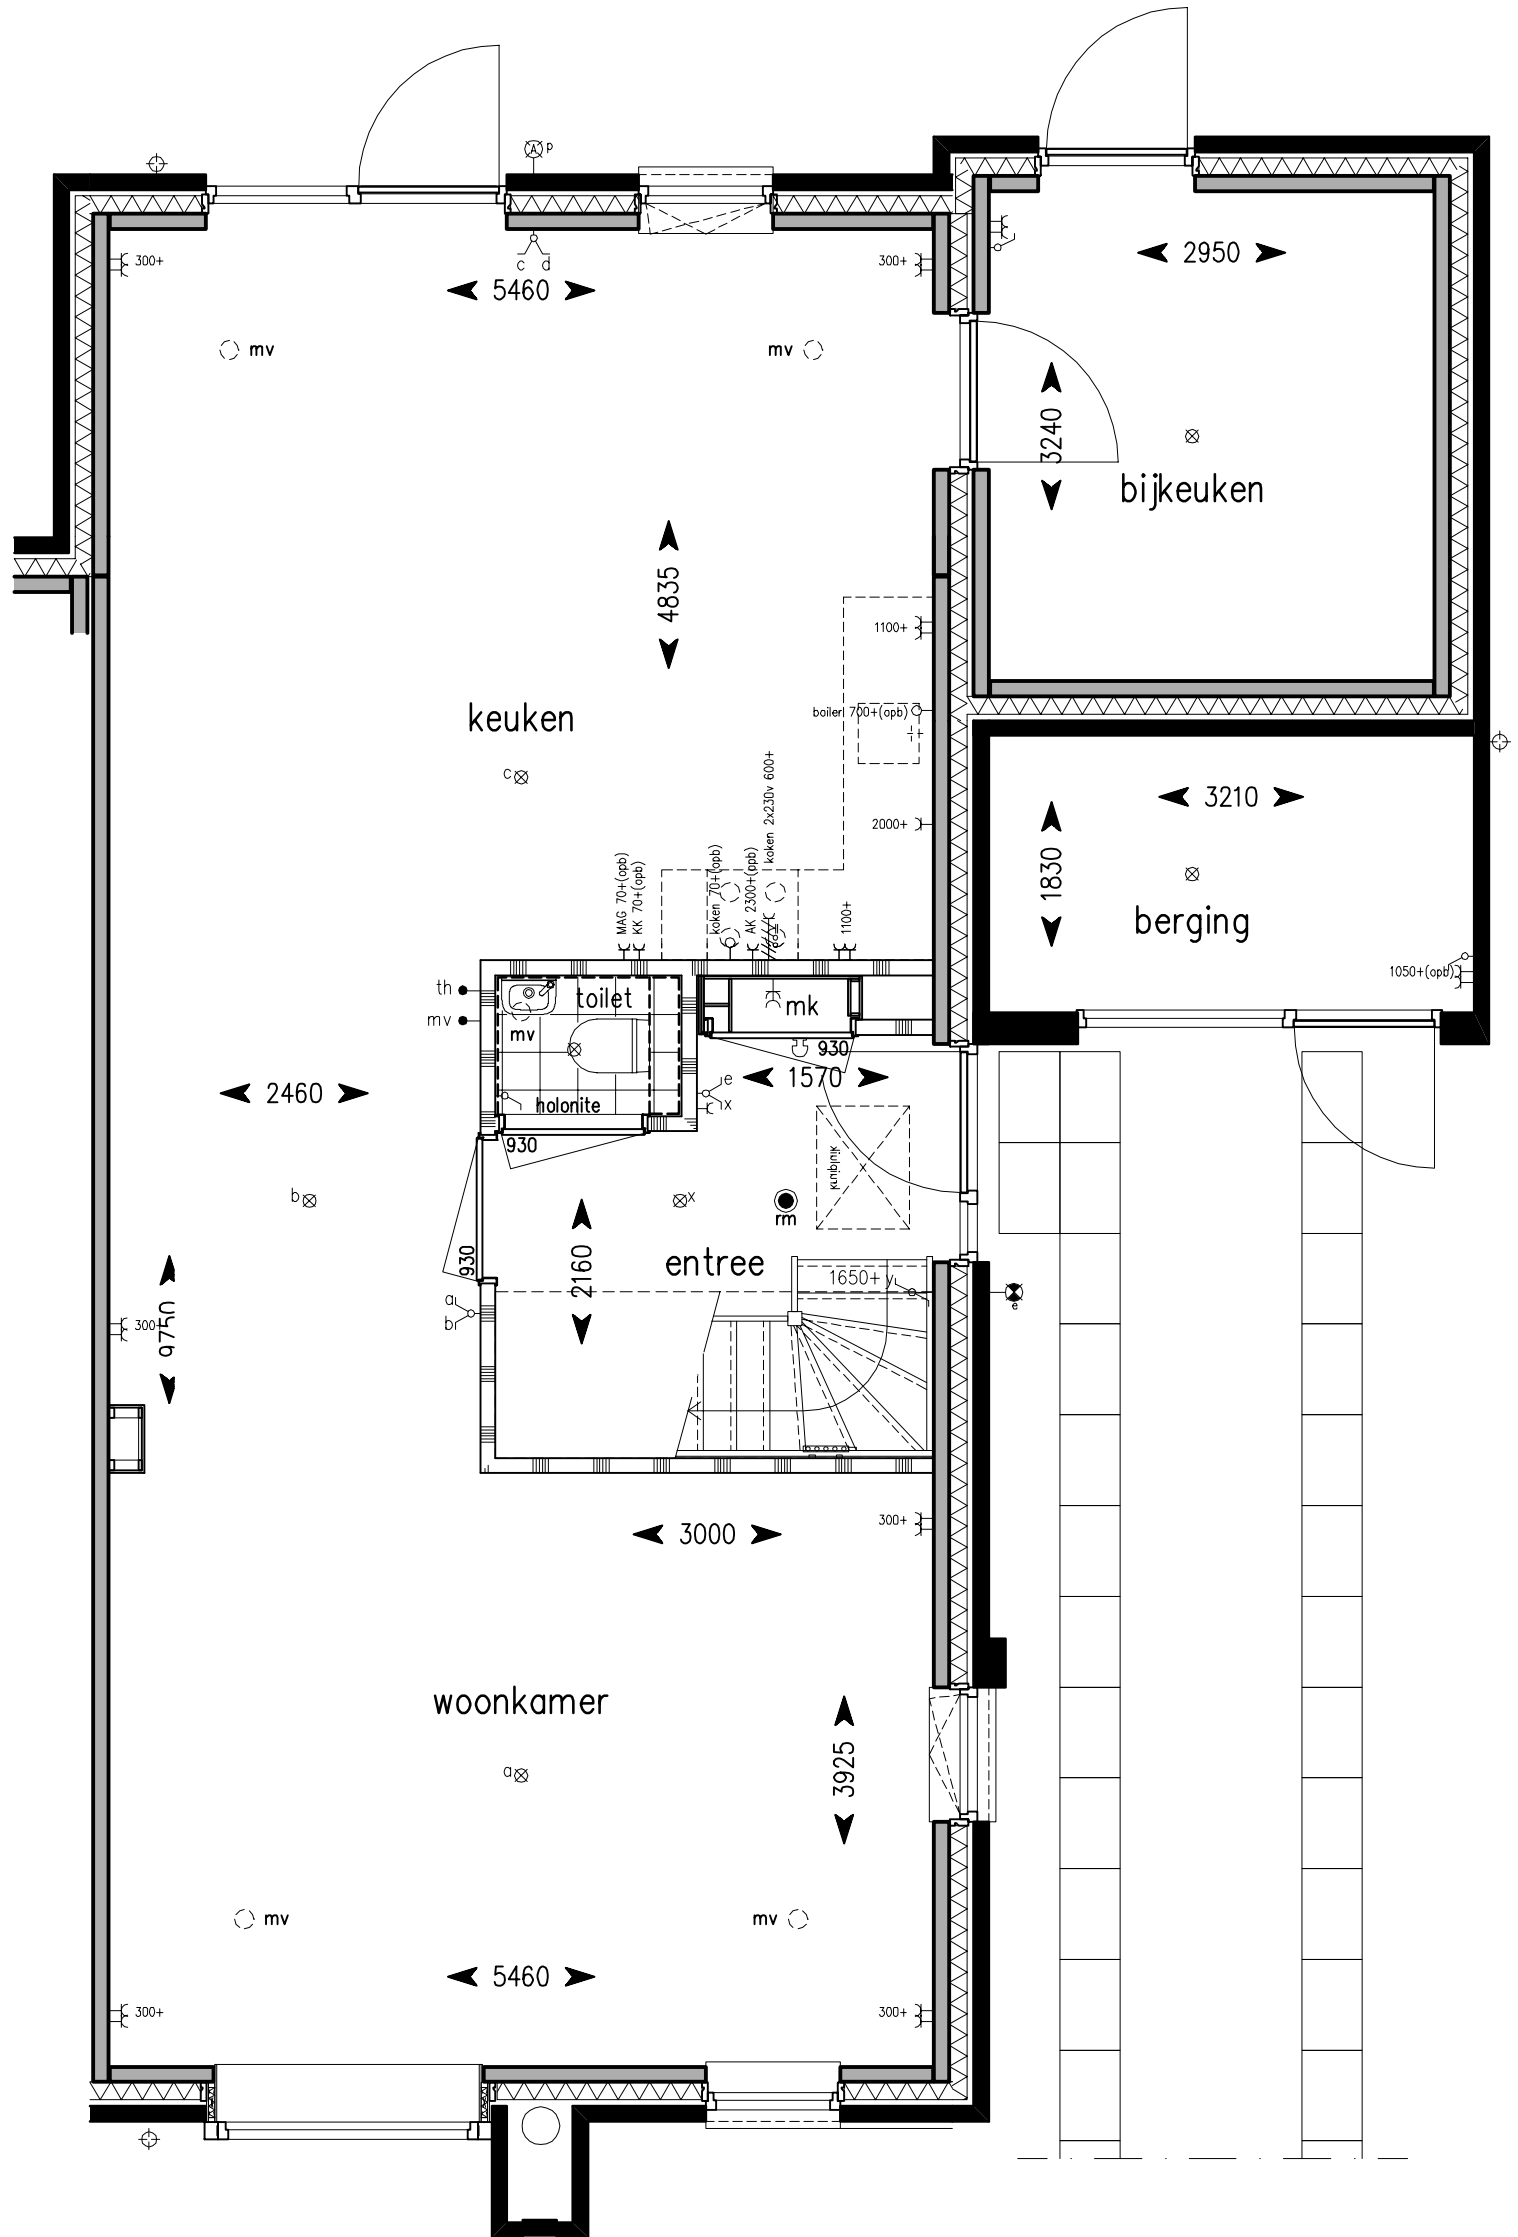 A p
c d
300+
300+
5460
2950
mv
mv
3240
bijkeuken
4835
1100+
keuken
boiler 700+(opb)
c
3210
2000+
1830
berging
koken 2x230v 600+
MAG 70+(opb)
KK 70+(opb)
koken 70+(opb)
AK 2300+(opb)
1100+
1050+(opb)
th
toilet
mk
mv
mv
930
1570
e
x
2460
holonite
930
kruipluik
b
x
rm
930
2160
entree
1650+ y
e
a
br
300+
9750
300+
3000
woonkamer
a
3925
mv
mv
5460
300+
300+